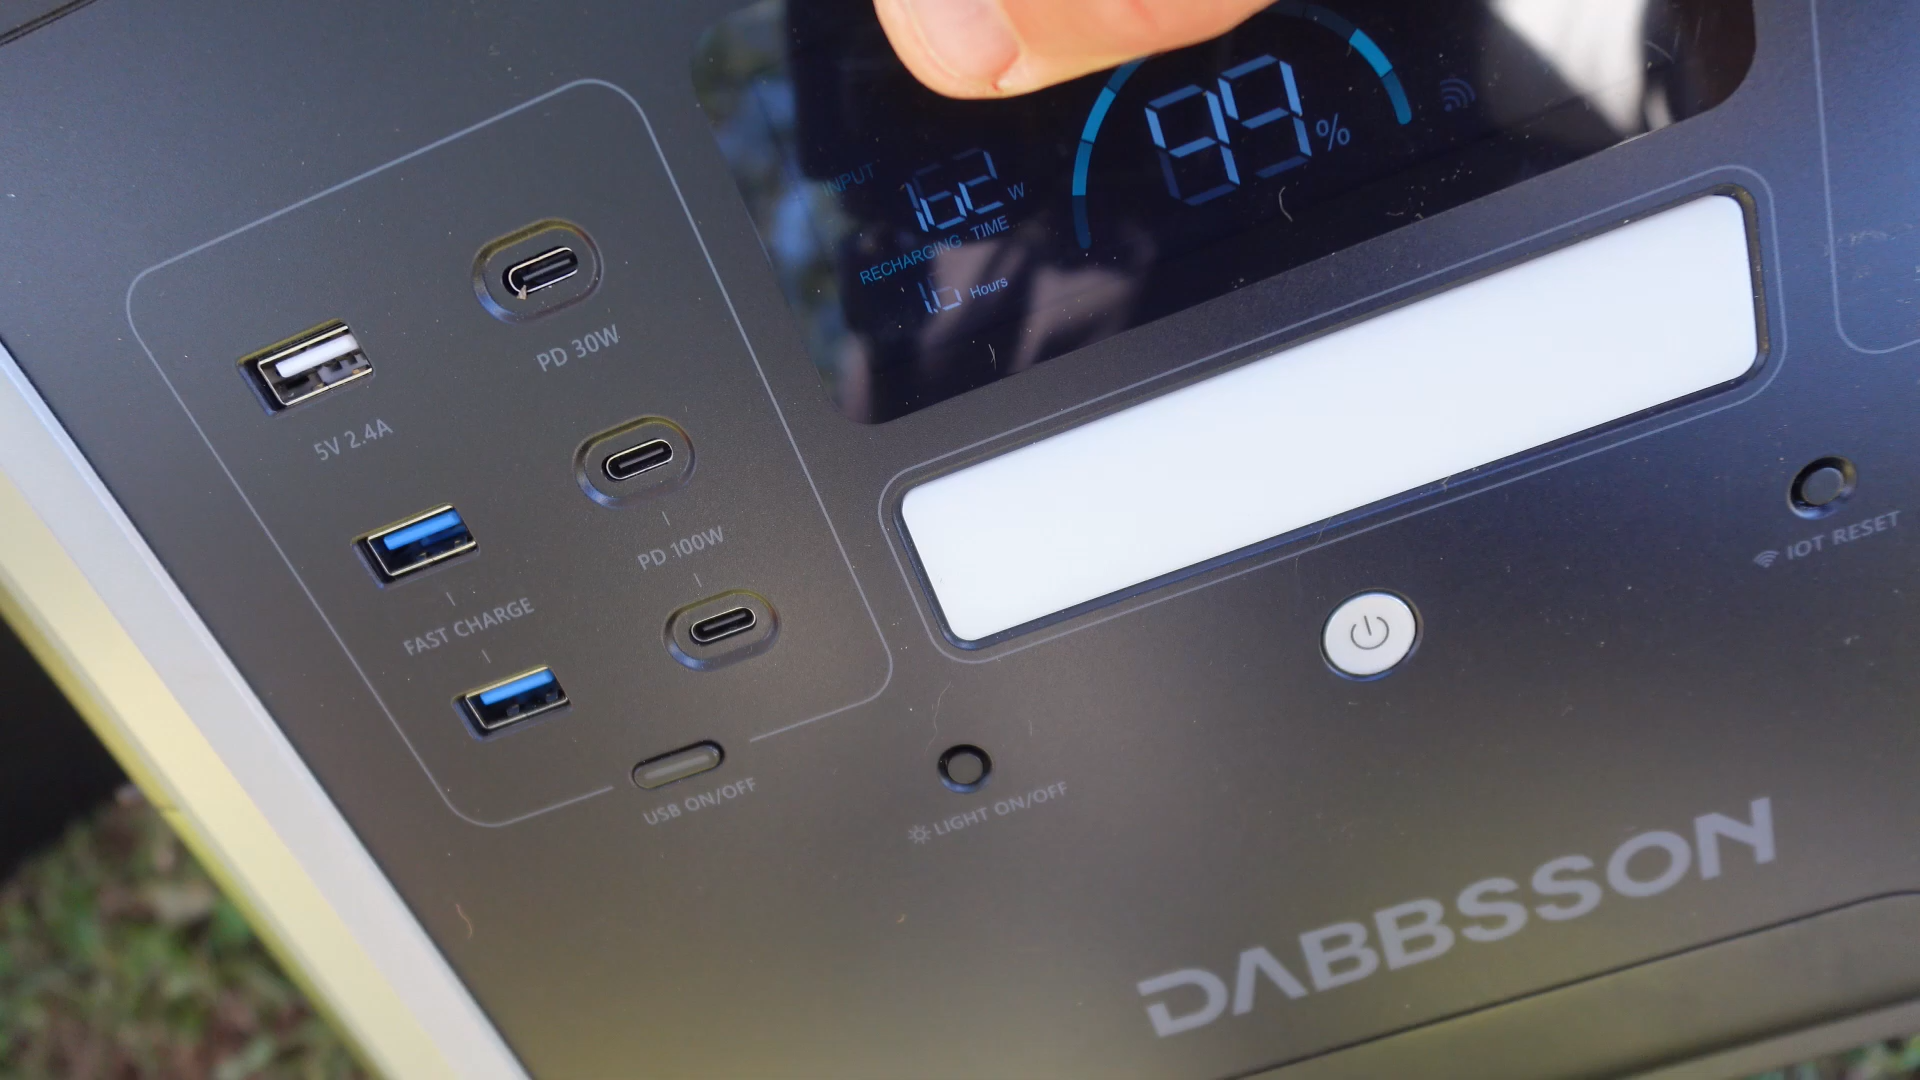 99%
INPUT
162 W
RECHARGING TIME
1.6 Hours
PD 30W
5V 2.4A
PD 100W
FAST CHARGE
USB ON/OFF
LIGHT ON/OFF
IOT RESET
DABBSSON